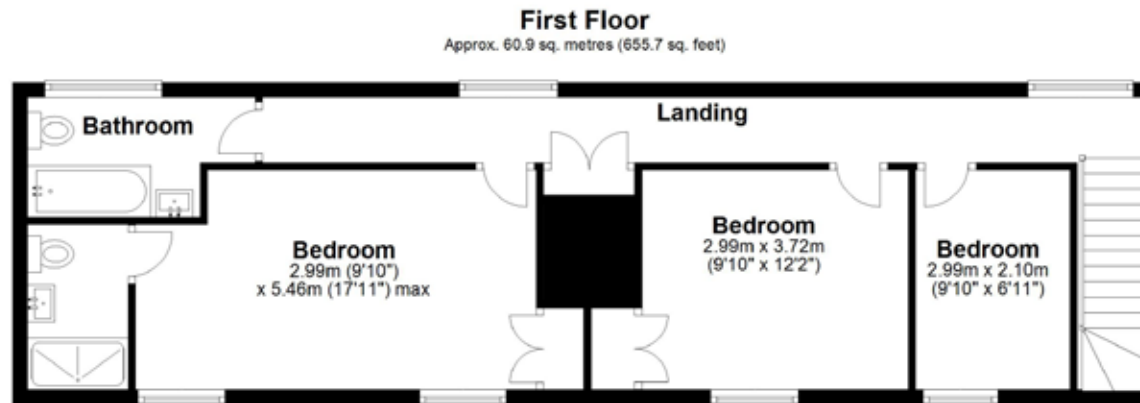 First Floor
Approx. 60.9 sq. metres (655.7 sq. feet)
Bathroom
Landing
Bedroom
2.99m (9'10")
x 5.46m (17'11") max
Bedroom
2.99m x 3.72m
(9'10" x 12'2")
Bedroom
2.99m x 2.10m
(9'10" x 6'11")